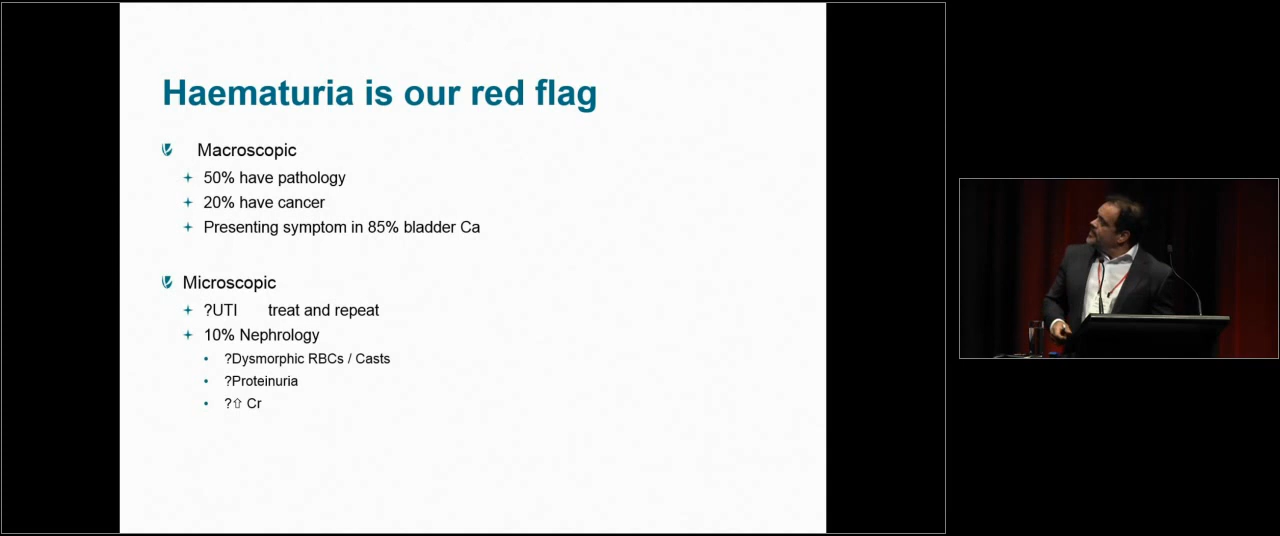 Haematuria is our red flag
Macroscopic
50% have pathology
20% have cancer
Presenting symptom in 85% bladder Ca
Microscopic
?UTI treat and repeat
10% Nephrology
?Dysmorphic RBCs / Casts
?Proteinuria
?⇧ Cr